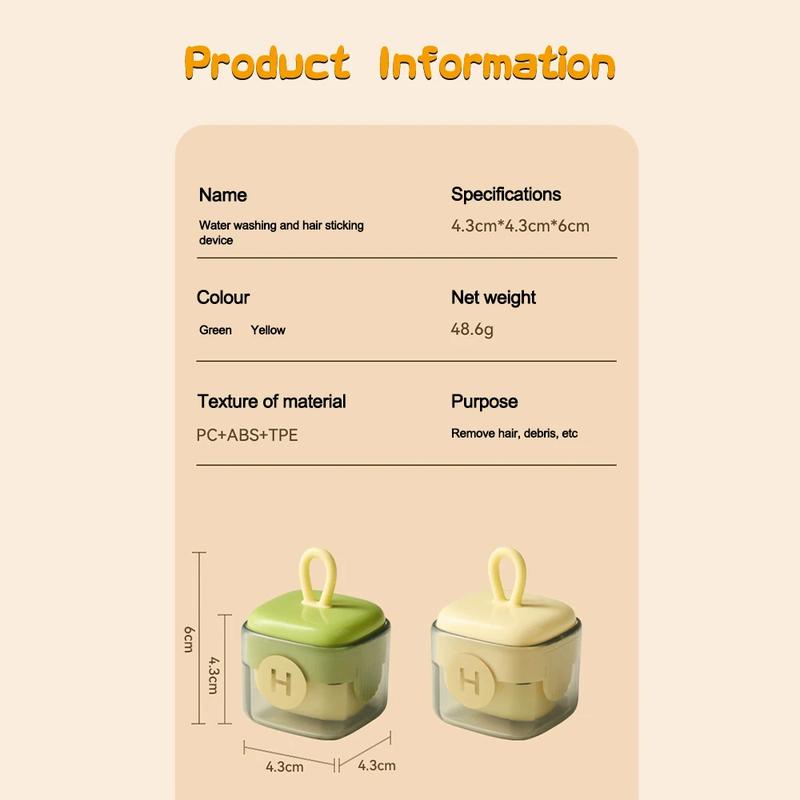 Product Information
Name
Water washing and hair sticking
device
Specifications
4.3cm*4.3cm*6cm
Colour
Green Yellow
Net weight
48.6g
Texture of material
PC+ABS+TPE
Purpose
Remove hair, debris, etc
6cm
4.3cm
H
H
4.3cm
4.3cm